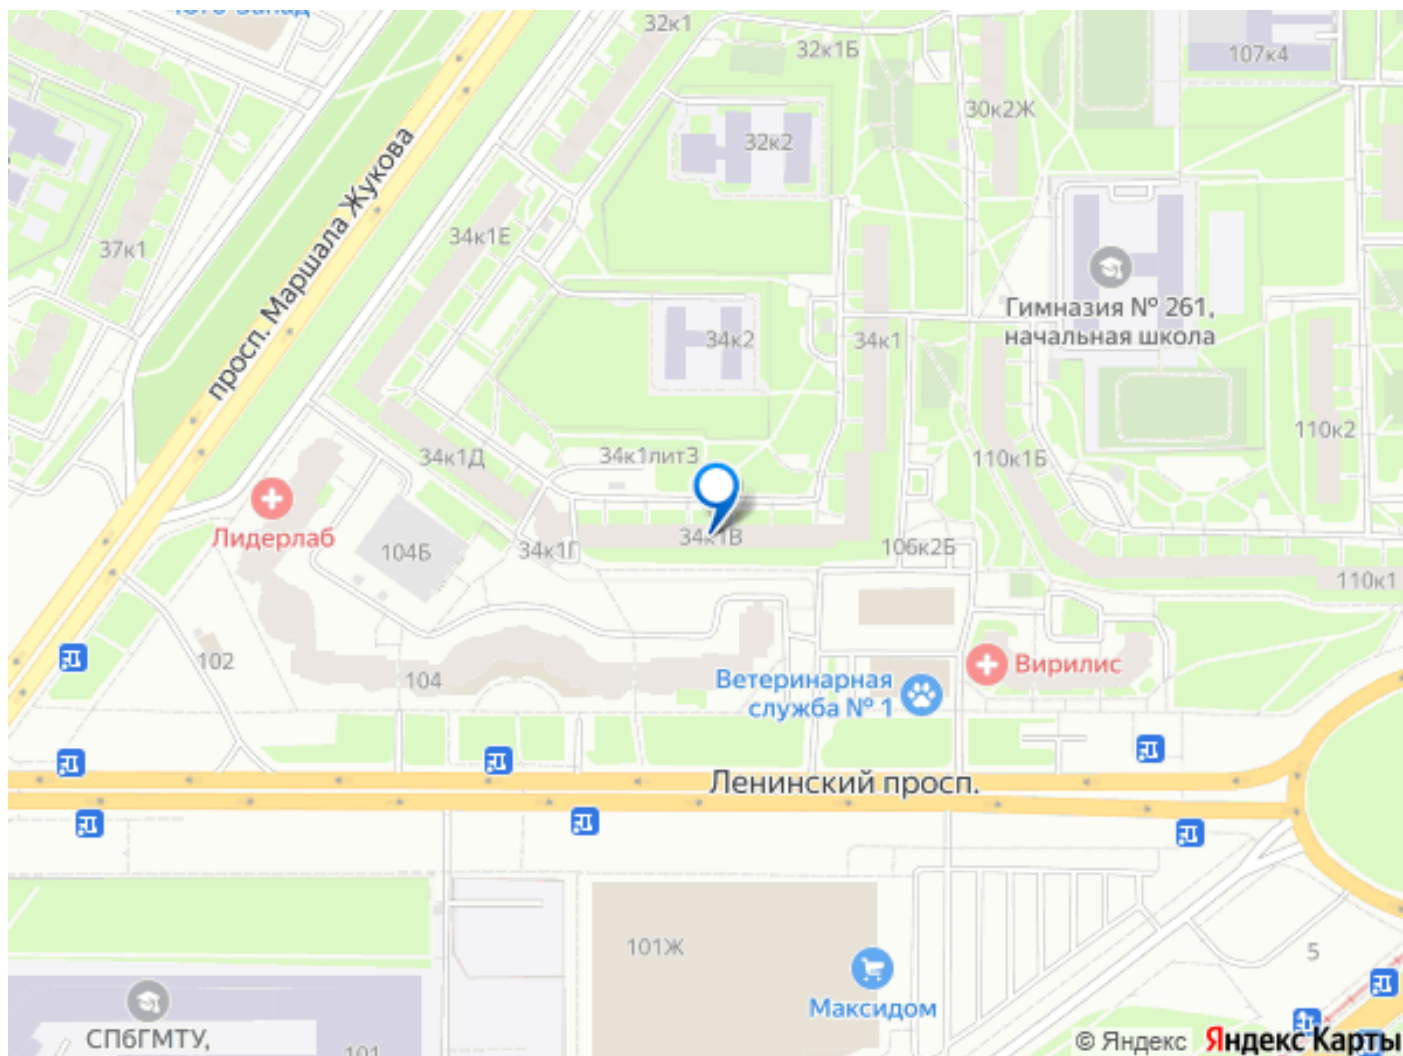 Юго-Запад
32к1
32к1Б
107к4
30к2Ж
32к2
просп. Маршала Жукова
37к1
34к1Е
Гимназия № 261,
начальная школа
34к2
34к1
110к2
34к1Д
34к1лит3
110к1Б
Лидерлаб
104Б
34к1Г
34к1В
106к2Б
110к1
102
104
Ветеринарная
служба № 1
Вирилис
Ленинский просп.
101Ж
5
Максидом
СПбГМТУ,
101
© Яндекс Яндекс Карты